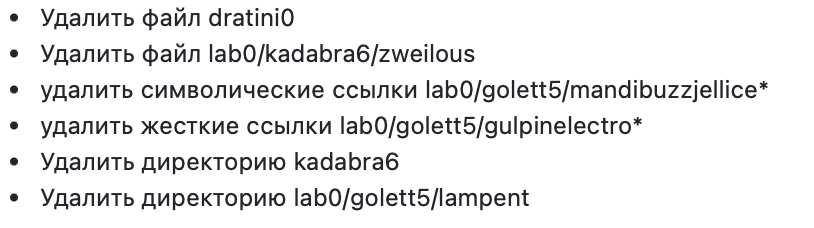 • Удалить файл dratini0
• Удалить файл lab0/kadabra6/zweilous
• удалить символические ссылки lab0/golett5/mandibuzzjellice*
• удалить жесткие ссылки lab0/golett5/gulpinelectro*
• Удалить директорию kadabra6
• Удалить директорию lab0/golett5/lampent